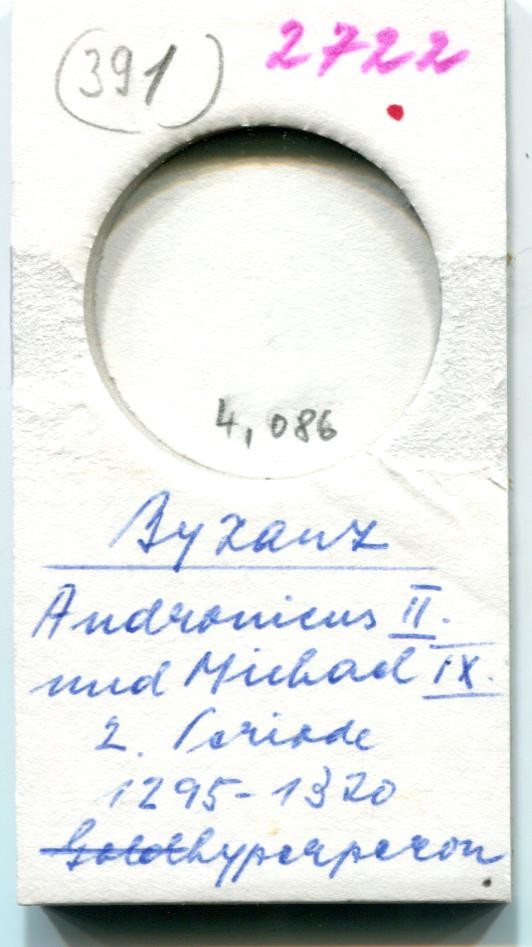 (391) 2722
4,086
Byzanz
Andronicus II.
und Michael IX.
2. Periode
1295-1320
Goldhyperperon